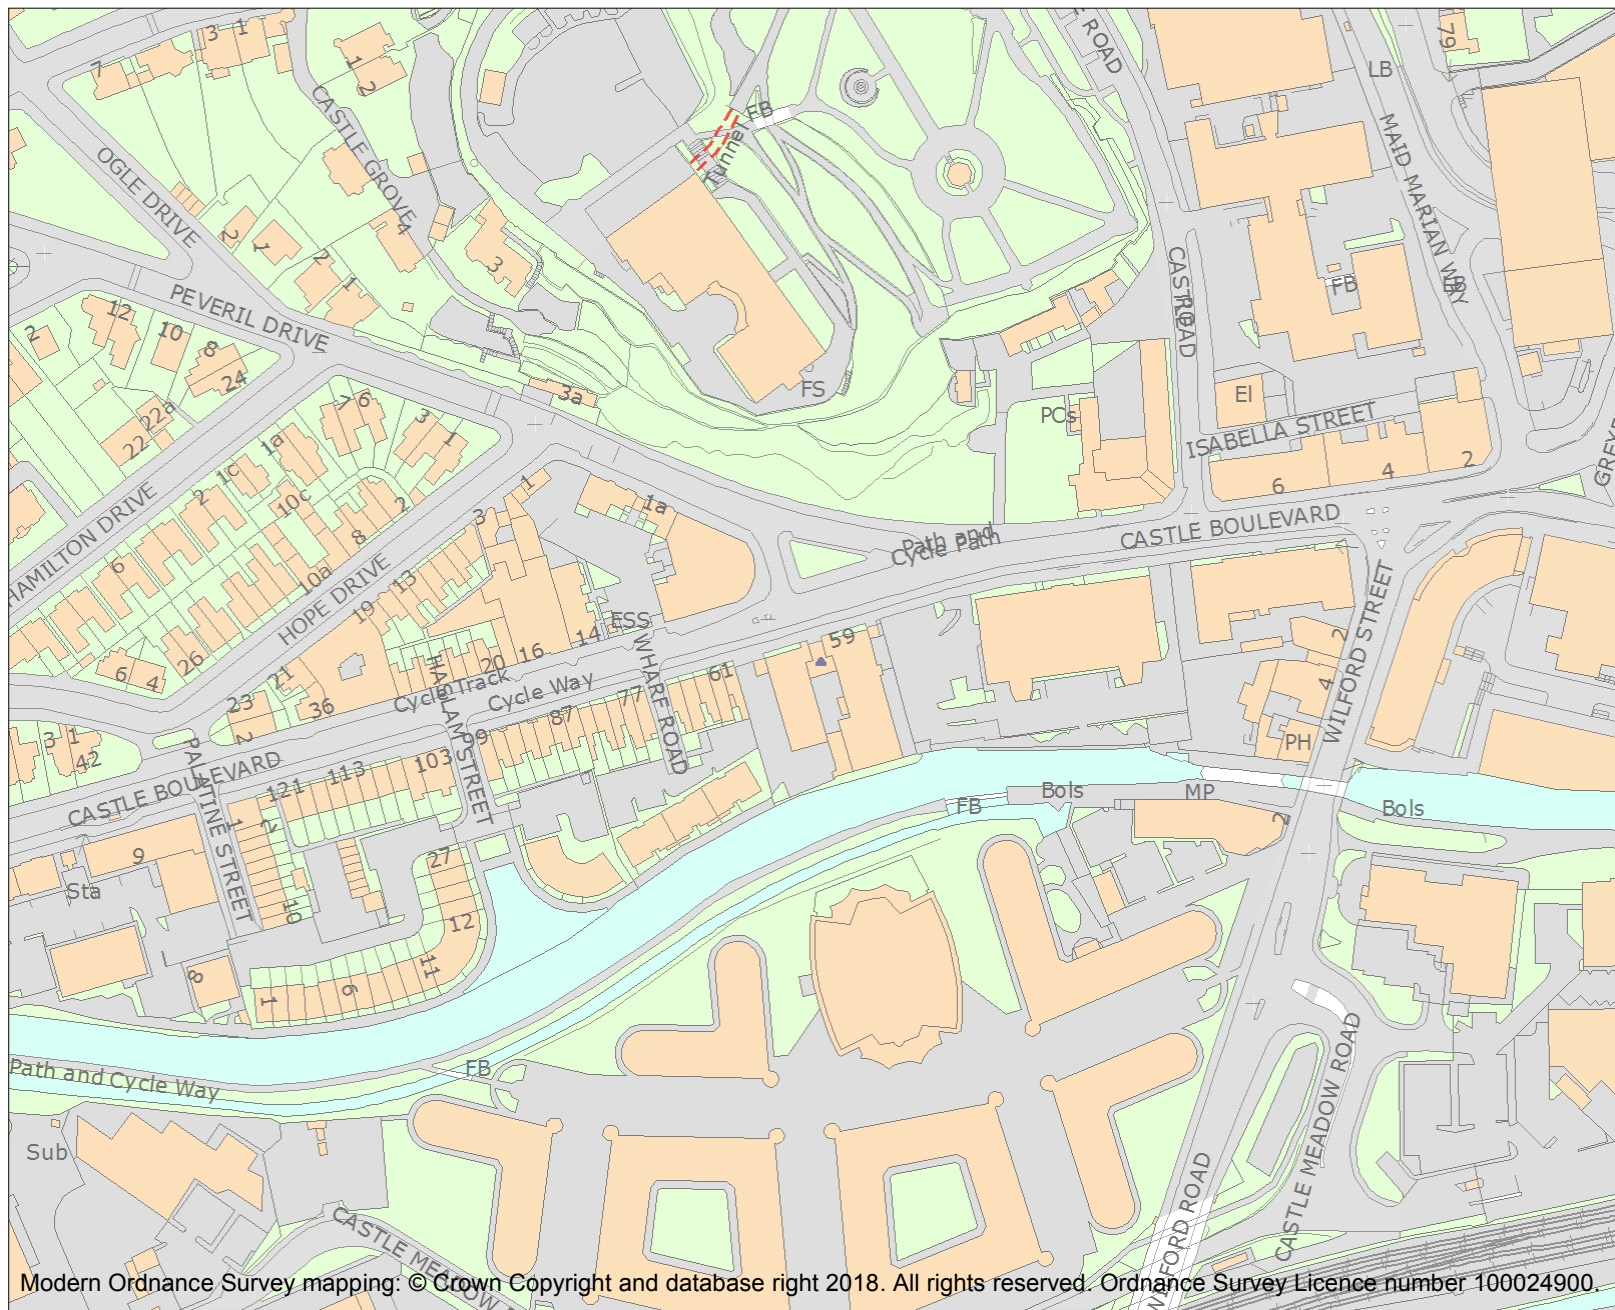 3 1
7
1 2
CASTLE GROVE
4
OGLE DRIVE
2 1
2 1
3
FB
Tunnel
ROAD
LB
79
MAID MARIAN WAY
FB
CASTLE
ROAD
PEVERIL DRIVE
2
12
10
8
24
22a
22
3a
FS
PCs
El
ISABELLA STREET
6 4 2
7 6
3 1
1a
1c
2
10c
2
8
6
10a
HAMILTON DRIVE
HOPE DRIVE
1
3
13
19
1a
Path and
Cycle Path
CASTLE BOULEVARD
ESS
14
16
20
WHARF ROAD
59
61
77
87
99
103
113
121
Cycle Track
Cycle Way
HALLAM STREET
WILFORD STREET
2
4
PH
6 4
26
21
23
36
2
3 1
42
CASTLE BOULEVARD
PALATINE STREET
1 2
9
Sta
10
27
12
11
8
1 6
FB
Bols
MP
2
Bols
Path and Cycle Way
FB
Sub
CASTLE MEADOW ROAD
WILFORD ROAD
CASTLE MEADOW
Modern Ordnance Survey mapping: © Crown Copyright and database right 2018. All rights reserved. Ordnance Survey Licence number 100024900.